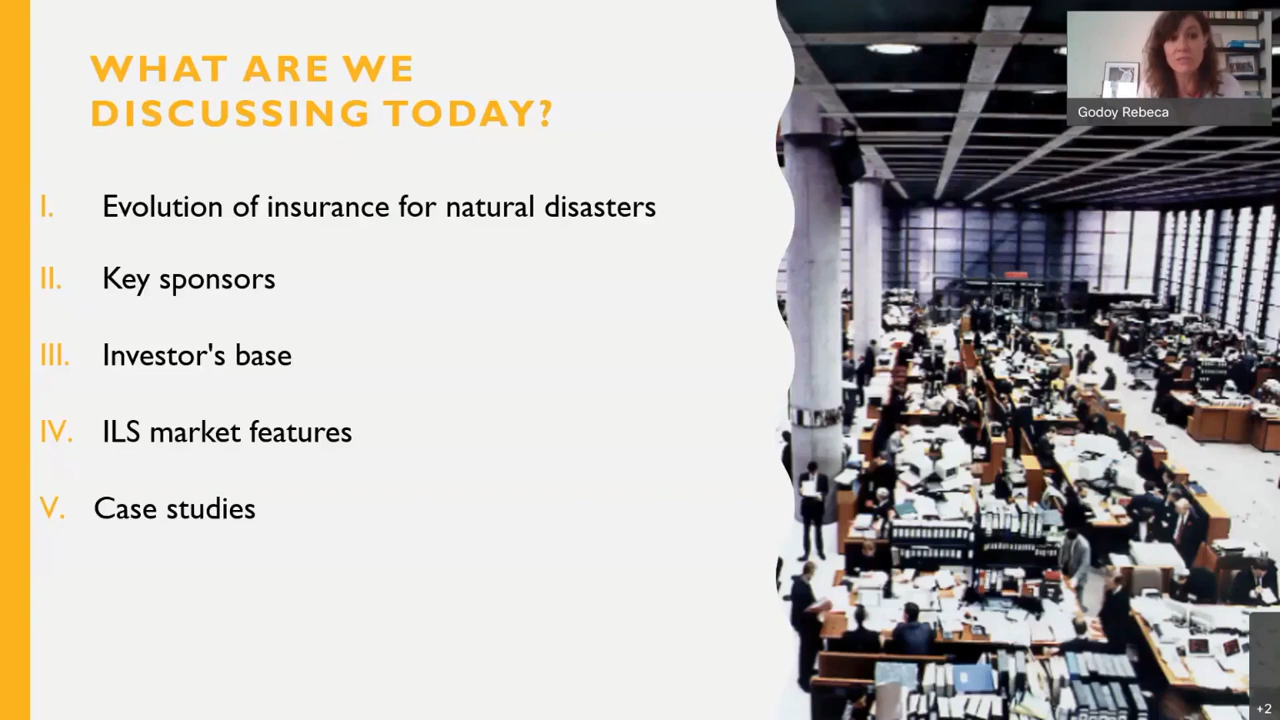 WHAT ARE WE
DISCUSSING TODAY?
I. Evolution of insurance for natural disasters
II. Key sponsors
III. Investor's base
IV. ILS market features
V. Case studies
Godoy Rebeca
+2